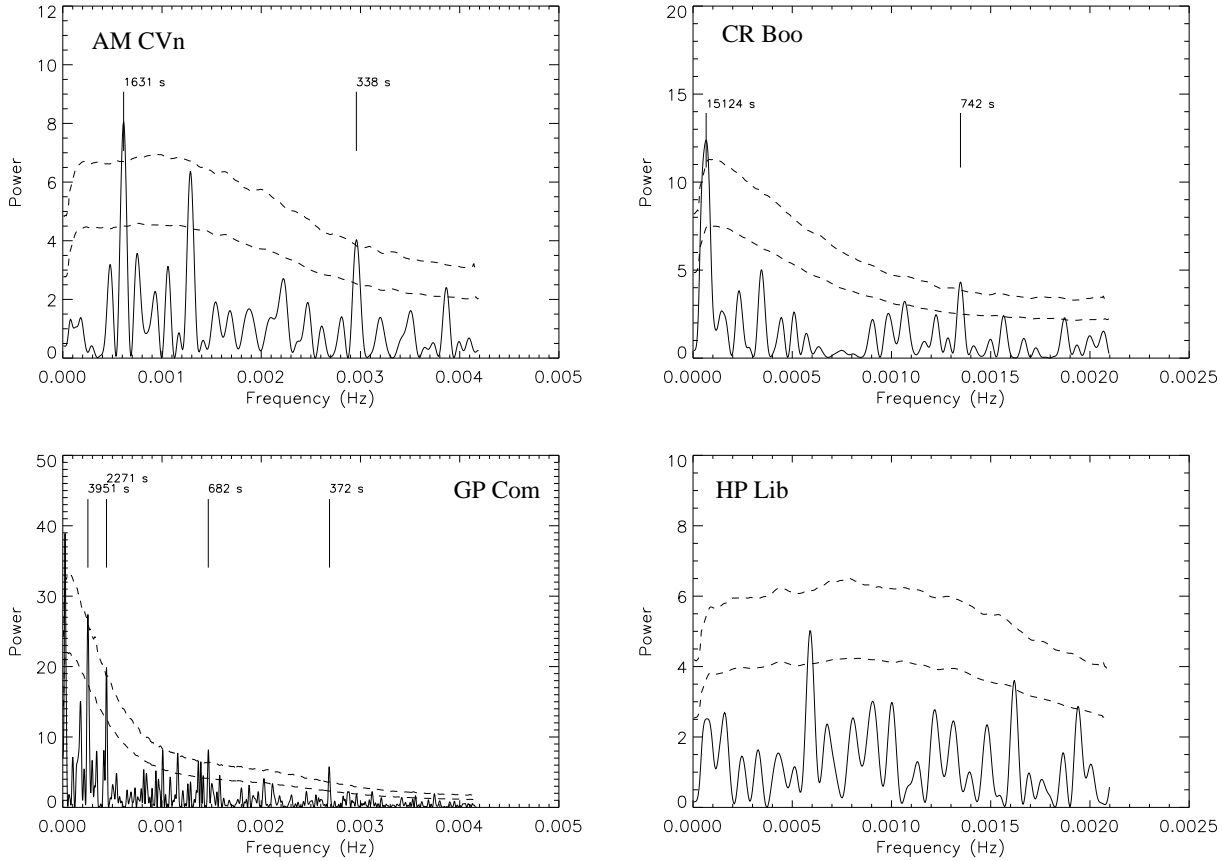 AM CVn
1631 s
338 s
12
10
8
6
4
2
0
Power
0.000 0.001 0.002 0.003 0.004 0.005
Frequency (Hz)
CR Boo
15124 s
742 s
20
15
10
5
0
Power
0.0000 0.0005 0.0010 0.0015 0.0020 0.0025
Frequency (Hz)
GP Com
2271 s
3951 s
682 s
372 s
50
40
30
20
10
0
Power
0.000 0.001 0.002 0.003 0.004 0.005
Frequency (Hz)
HP Lib
10
8
6
4
2
0
Power
0.0000 0.0005 0.0010 0.0015 0.0020 0.0025
Frequency (Hz)